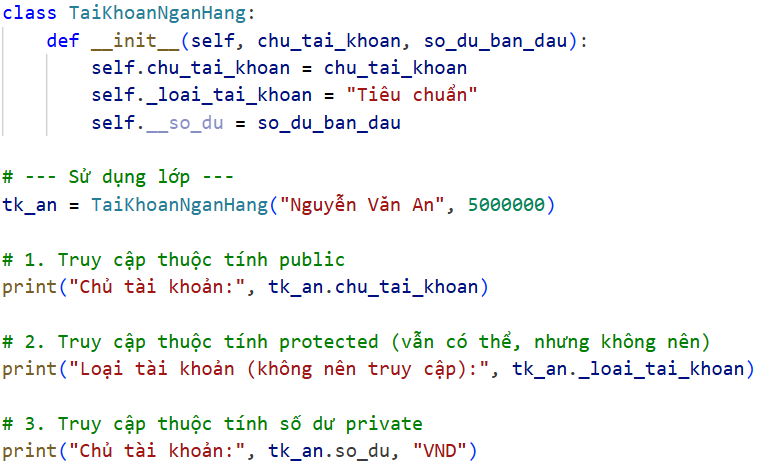 class TaiKhoanNganHang:
    def __init__(self, chu_tai_khoan, so_du_ban_dau):
        self.chu_tai_khoan = chu_tai_khoan
        self._loai_tai_khoan = "Tiêu chuẩn"
        self.__so_du = so_du_ban_dau

# --- Sử dụng lớp ---
tk_an = TaiKhoanNganHang("Nguyễn Văn An", 5000000)

# 1. Truy cập thuộc tính public
print("Chủ tài khoản:", tk_an.chu_tai_khoan)

# 2. Truy cập thuộc tính protected (vẫn có thể, nhưng không nên)
print("Loại tài khoản (không nên truy cập):", tk_an._loai_tai_khoan)

# 3. Truy cập thuộc tính số dư private
print("Chủ tài khoản:", tk_an.so_du, "VND")